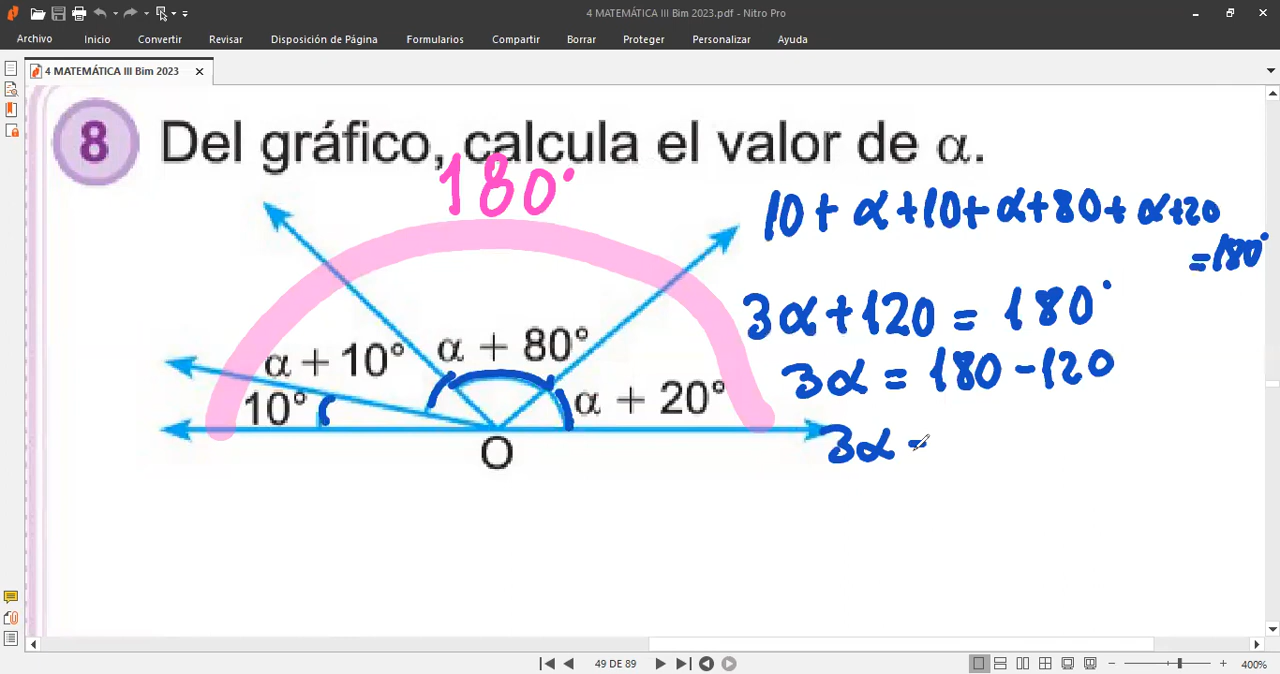 4 MATEMÁTICA III Bim 2023.pdf - Nitro Pro
Archivo Inicio Convertir Revisar Disposición de Página Formularios Compartir Borrar Proteger Personalizar Ayuda
4 MATEMÁTICA III Bim 2023
8 Del gráfico, calcula el valor de α.
180°
10 + α+10+ α+80+ α+20
=180°
3α+120 = 180°
3α = 180 -120
3α =
α + 10°
α + 80°
10°
α + 20°
O
49 DE 89
400%